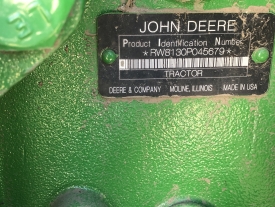 JOHN DEERE
Product Identification Number
*RW8130P045679*
TRACTOR
DEERE & COMPANY MOLINE, ILLINOIS MADE IN USA